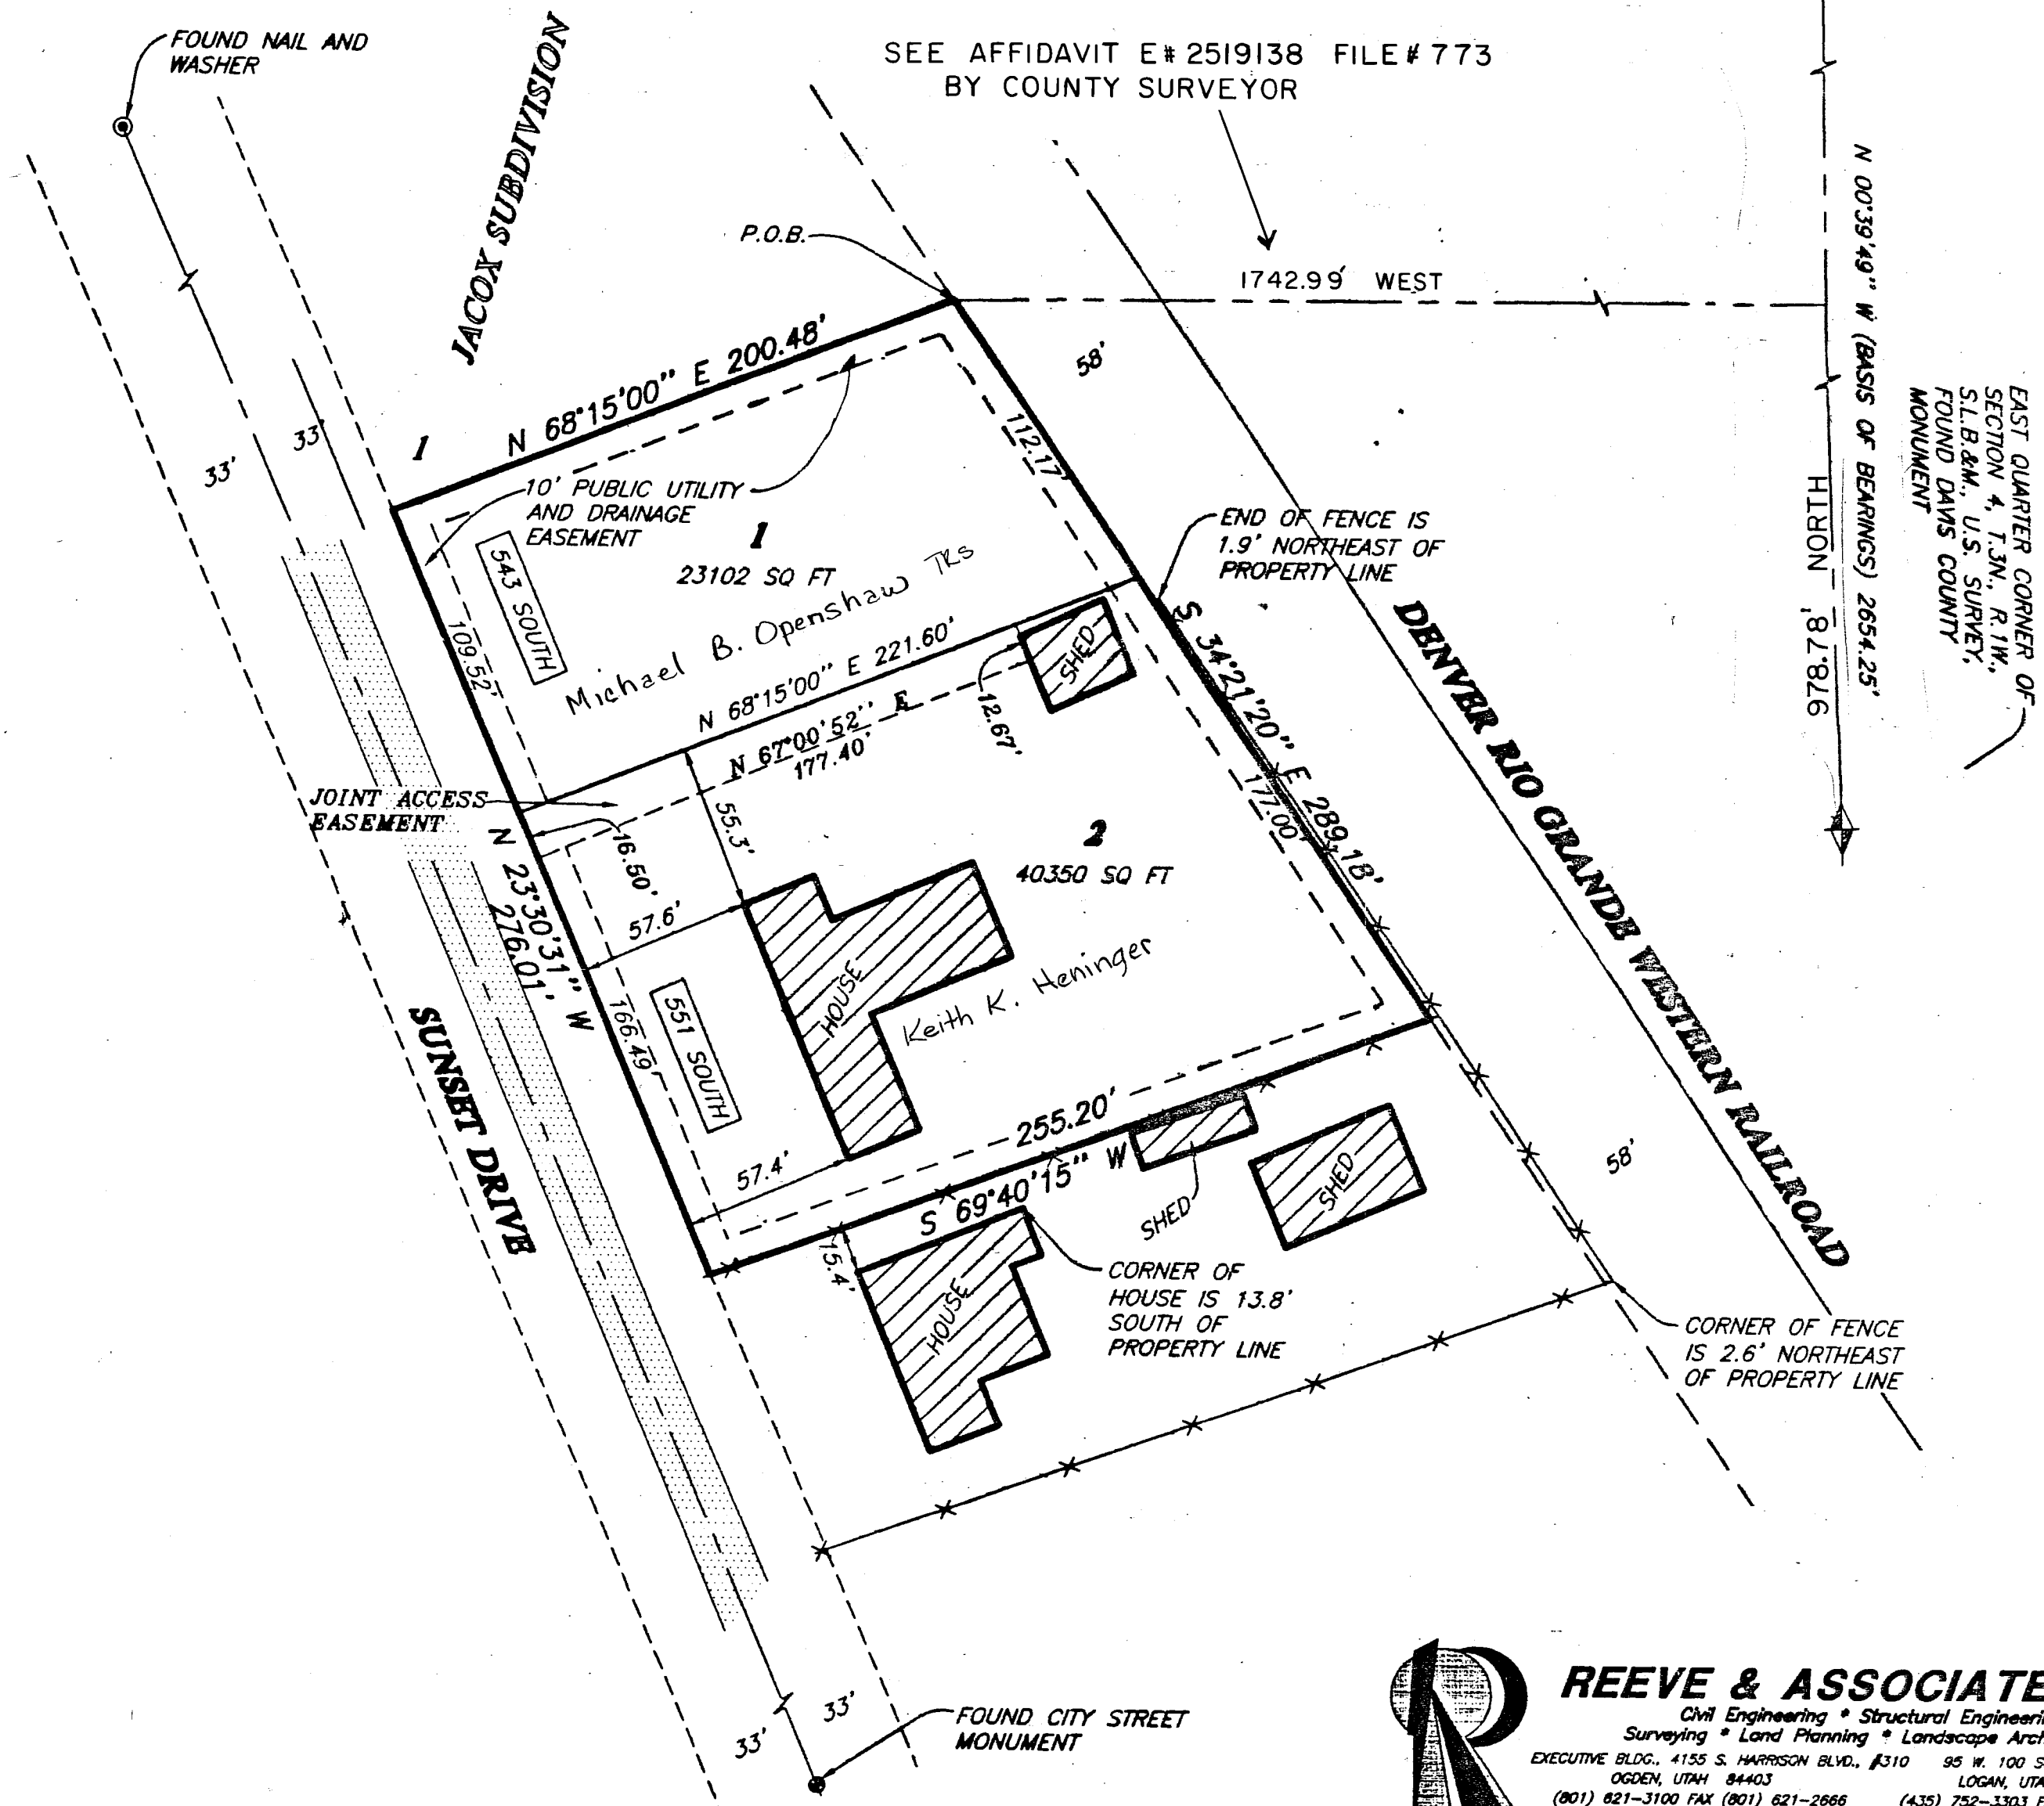 FOUND NAIL AND
WASHER
JACOX SUBDIVISION
SEE AFFIDAVIT E# 2519138 FILE # 773
BY COUNTY SURVEYOR
P.O.B.
1742.99' WEST
N 00°39'49" W (BASIS OF BEARINGS) 2654.25'
EAST QUARTER CORNER OF
SECTION 4, T.3N., R.1W.,
S.L.B.&M., U.S. SURVEY,
FOUND DAVIS COUNTY
MONUMENT
978.78' NORTH
33'
33'
1
N 68°15'00" E 200.48'
58'
112.17'
10' PUBLIC UTILITY
AND DRAINAGE
EASEMENT
1
23102 SQ FT
543 SOUTH
109.52'
Michael B. Openshaw TRS
END OF FENCE IS
1.9' NORTHEAST OF
PROPERTY LINE
N 68°15'00" E 221.60'
N 67°00'52" E
177.40'
SHED
12.67'
S 34°21'20" E 289.18'
177.00'
DENVER RIO GRANDE WESTERN RAILROAD
JOINT ACCESS
EASEMENT
16.50'
55.3'
57.6'
2
40350 SQ FT
N 23°30'31" W
276.01'
166.49'
551 SOUTH
HOUSE
Keith K. Heninger
SUNSET DRIVE
57.4'
255.20'
S 69°40'15" W
SHED
SHED
58'
15.4'
HOUSE
CORNER OF
HOUSE IS 13.8'
SOUTH OF
PROPERTY LINE
CORNER OF FENCE
IS 2.6' NORTHEAST
OF PROPERTY LINE
33'
33'
FOUND CITY STREET
MONUMENT
REEVE & ASSOCIATE
Civil Engineering * Structural Engineeri
Surveying * Land Planning * Landscape Arch
EXECUTIVE BLDG., 4155 S. HARRISON BLVD., #310 95 W. 100 S
OGDEN, UTAH 84403 LOGAN, UTA
(801) 621-3100 FAX (801) 621-2666 (435) 752-3303 F